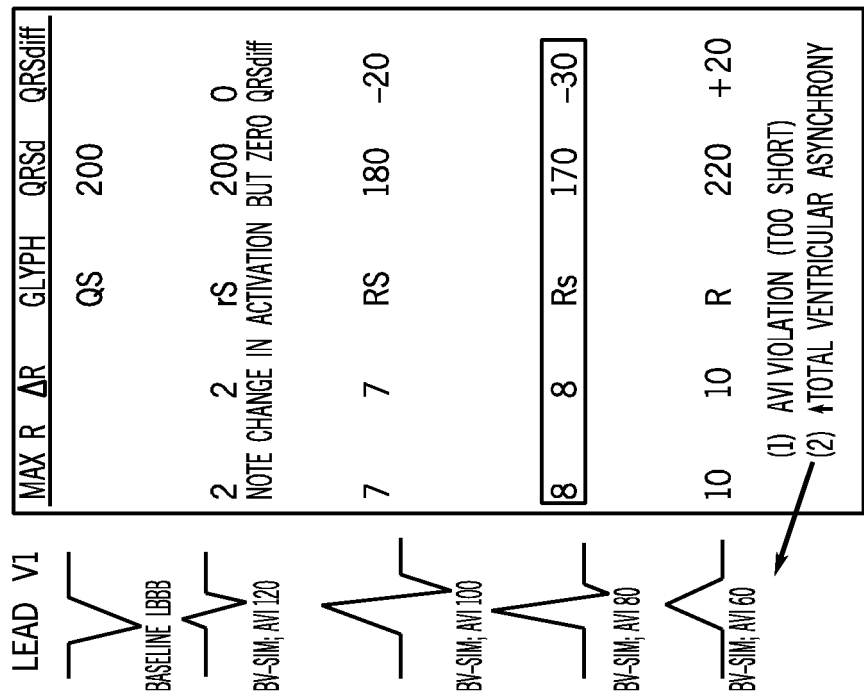 LEAD V1 MAX R ΔR GLYPH QRSd QRSdiff
QS 200
BASELINE LBBB
2 2 rS 200 0
BV-SIM; AVI 120
NOTE CHANGE IN ACTIVATION BUT ZERO QRSdiff
7 7 RS 180 -20
BV-SIM; AVI 100
8 8 Rs 170 -30
BV-SIM; AVI 80
10 10 R 220 +20
BV-SIM; AVI 60
(1) AVI VIOLATION (TOO SHORT)
(2) ↑TOTAL VENTRICULAR ASYNCHRONY